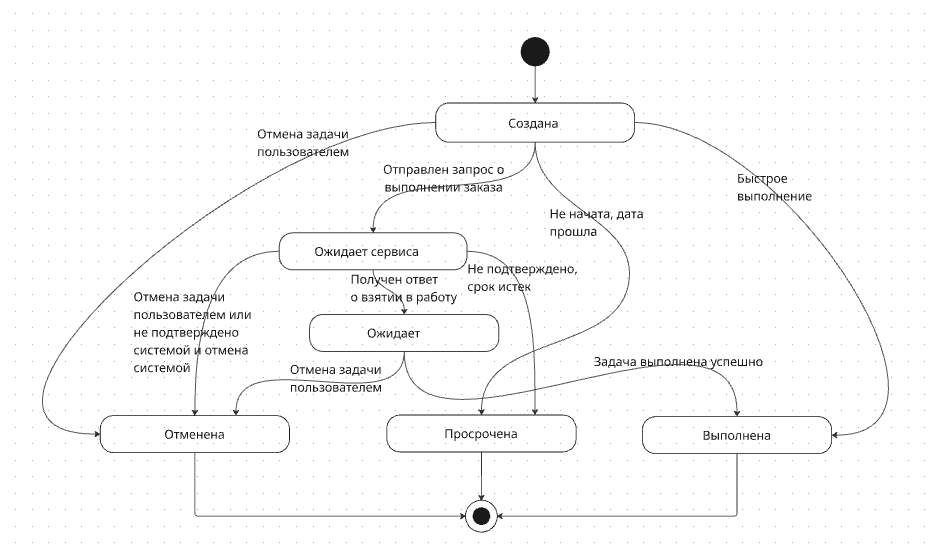 Создана
Отмена задачи
пользователем
Отправлен запрос о
выполнении заказа
Быстрое
выполнение
Не начата, дата
прошла
Ожидает сервиса
Не подтверждено,
срок истек
Получен ответ
о взятии в работу
Отмена задачи
пользователем или
не подтверждено
системой и отмена
системой
Ожидает
Отмена задачи
пользователем
Задача выполнена успешно
Отменена
Просрочена
Выполнена